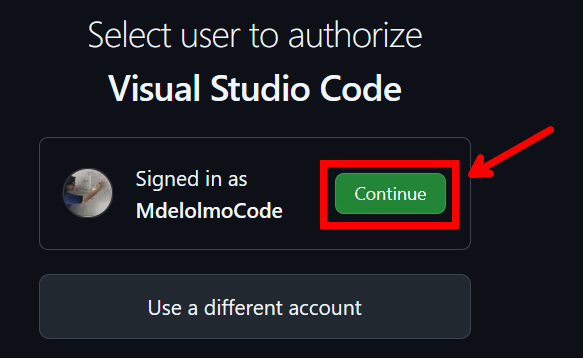 Select user to authorize
Visual Studio Code
Signed in as
MdelolmoCode
Continue
Use a different account